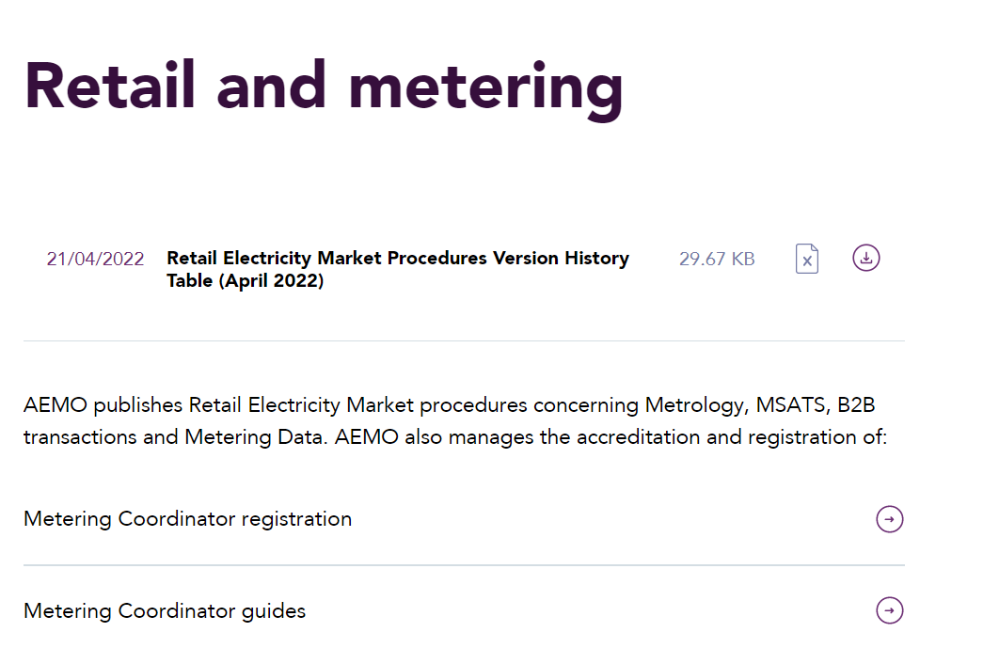 Retail and metering
21/04/2022 Retail Electricity Market Procedures Version History 29.67 KB
Table (April 2022)
AEMO publishes Retail Electricity Market procedures concerning Metrology, MSATS, B2B
transactions and Metering Data. AEMO also manages the accreditation and registration of:
Metering Coordinator registration
Metering Coordinator guides